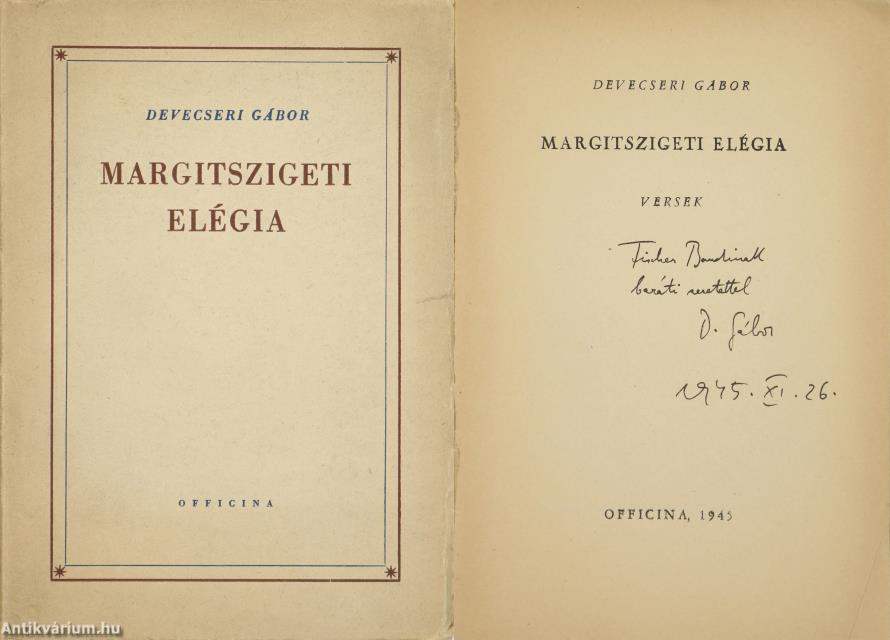 DEVECSERI GÁBOR
MARGITSZIGETI
ELÉGIA
OFFICINA
DEVECSERI GÁBOR
MARGITSZIGETI ELÉGIA
VERSEK
Fischer Bandinak
baráti szeretettel
D. Gábor
1945. XI. 26.
OFFICINA, 1945
Antikvárium.hu